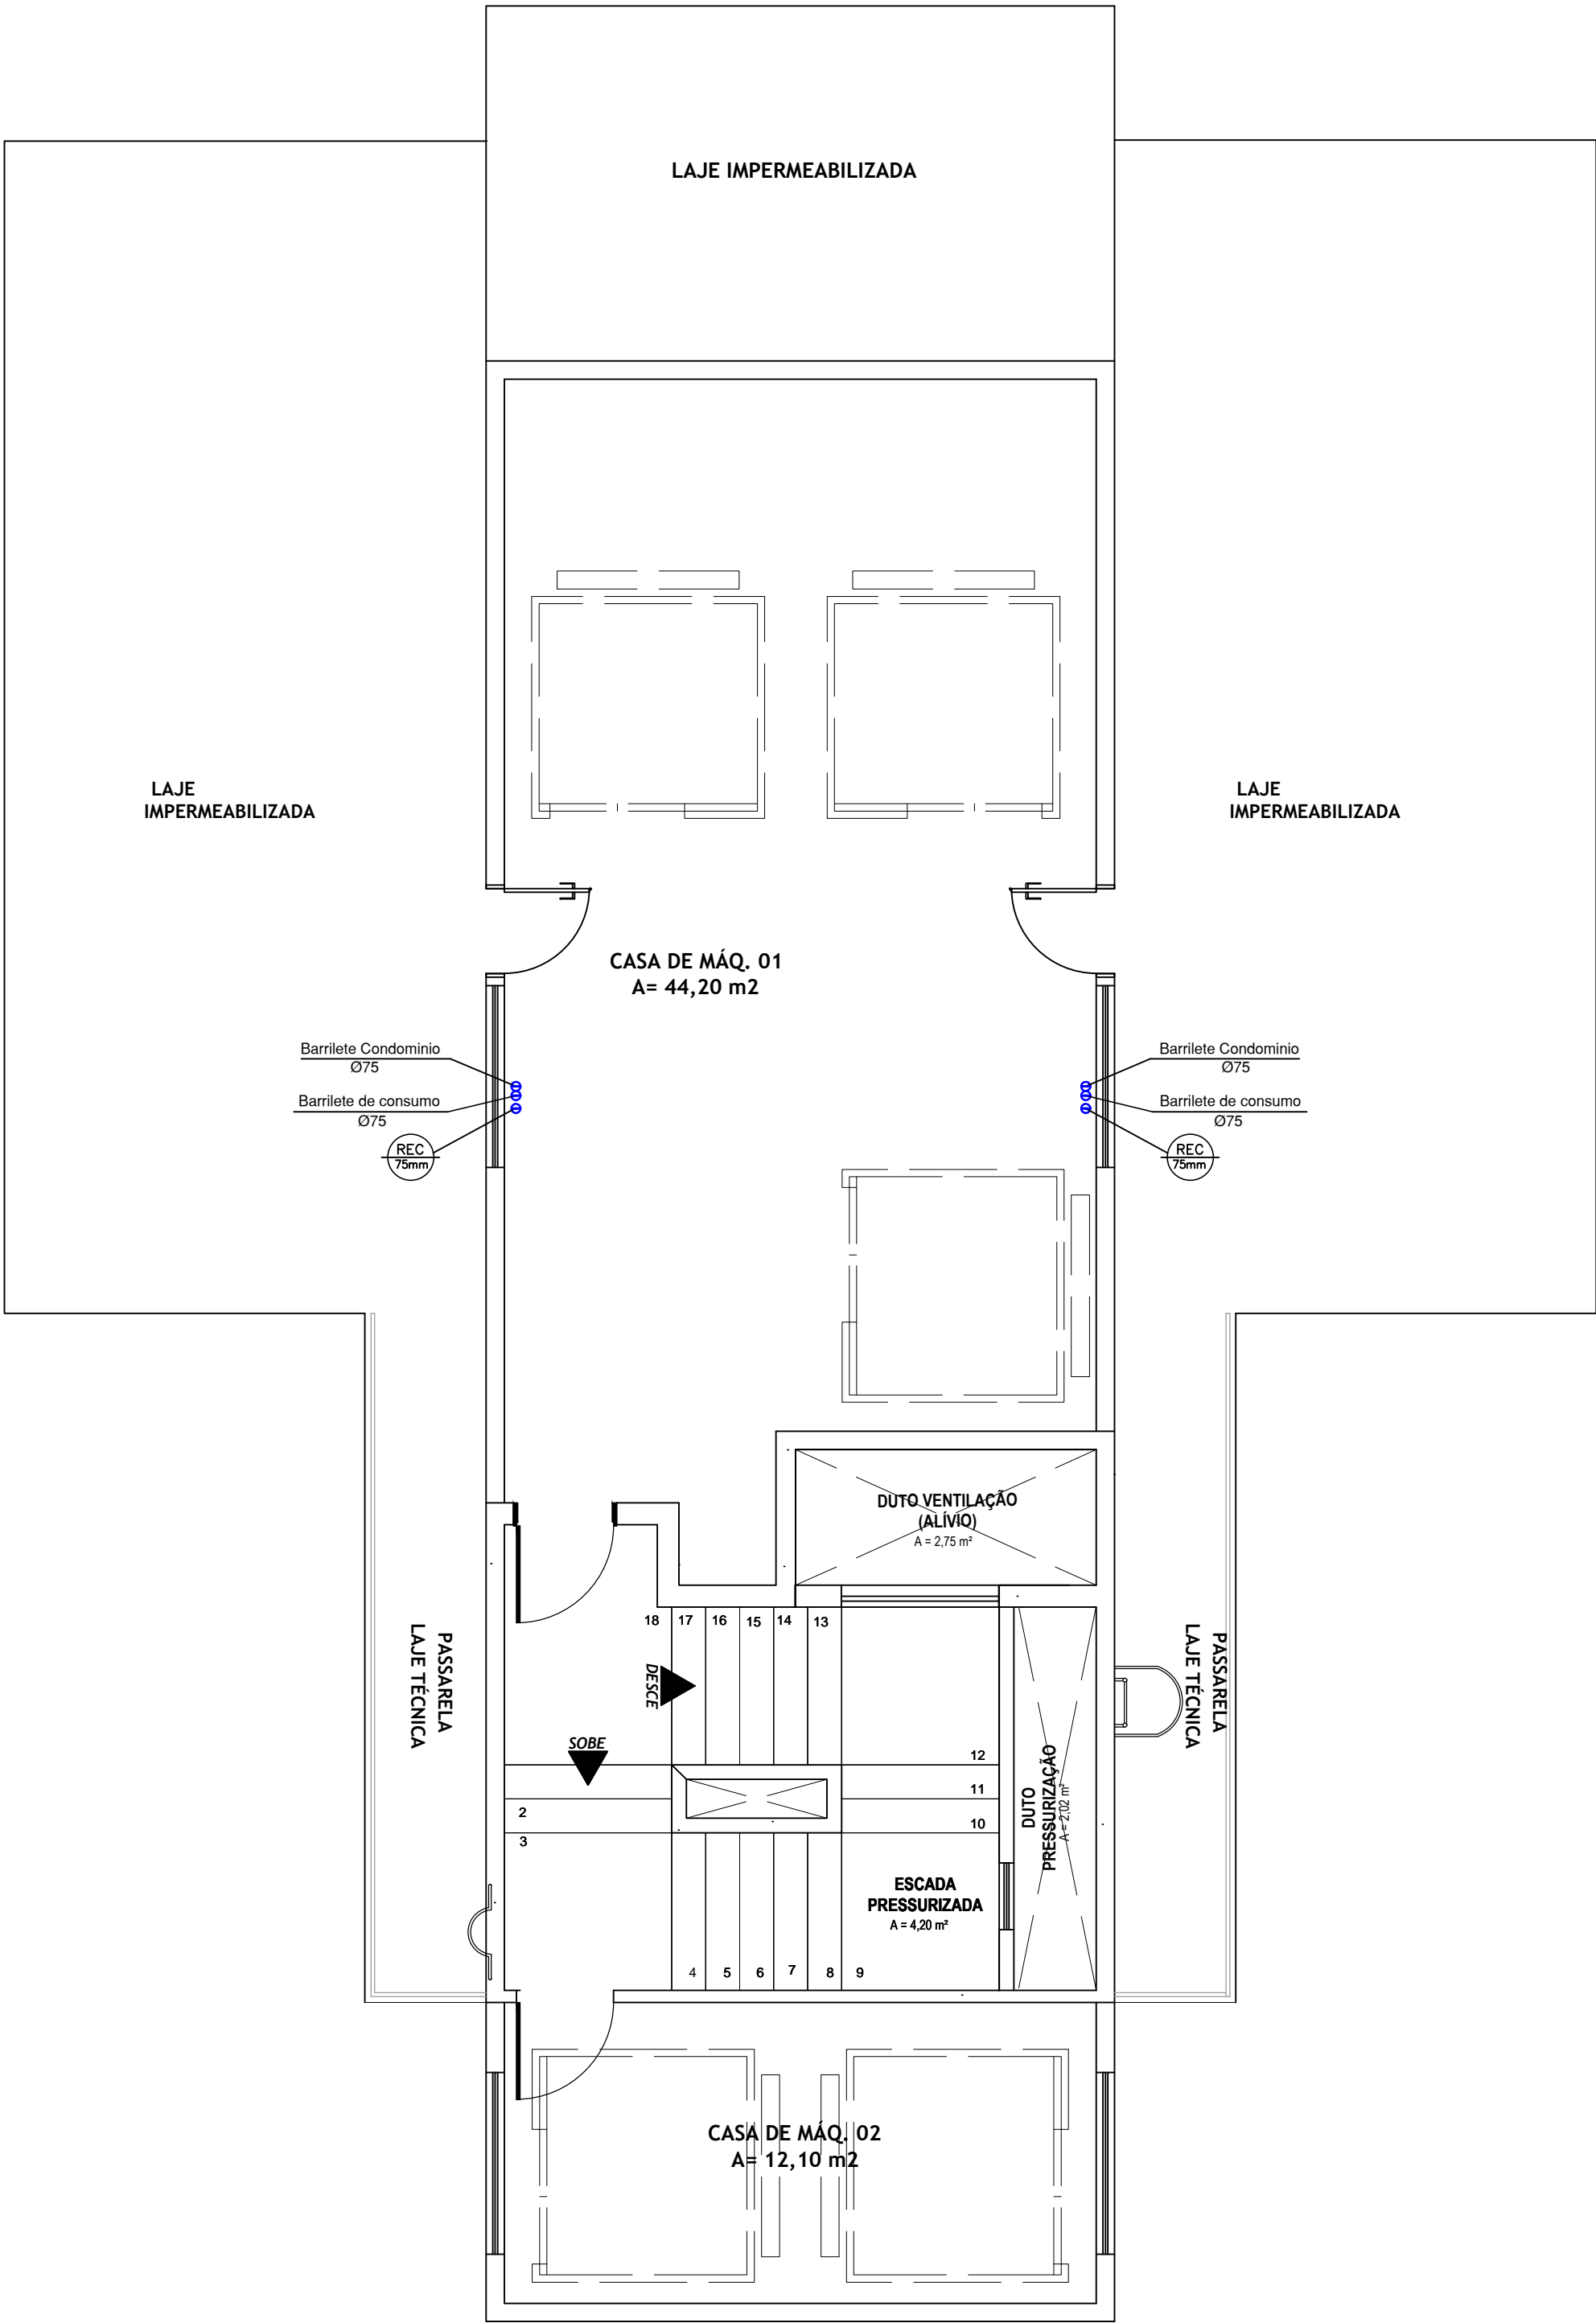 LAJE IMPERMEABILIZADA
LAJE
IMPERMEABILIZADA
LAJE
IMPERMEABILIZADA
CASA DE MÁQ. 01
A= 44,20 m2
Barrilete Condominio
Ø75
Barrilete de consumo
Ø75
REC
75mm
Barrilete Condominio
Ø75
Barrilete de consumo
Ø75
REC
75mm
DUTO VENTILAÇÃO
(ALÍVIO)
A = 2,75 m²
18 17 16 15 14 13
DESCE
SOBE
PASSARELA
LAJE TÉCNICA
PASSARELA
LAJE TÉCNICA
12
11
10
2
3
DUTO
PRESSURIZAÇÃO
A = 2,02 m²
ESCADA
PRESSURIZADA
A = 4,20 m²
4 5 6 7 8 9
CASA DE MÁQ. 02
A= 12,10 m2